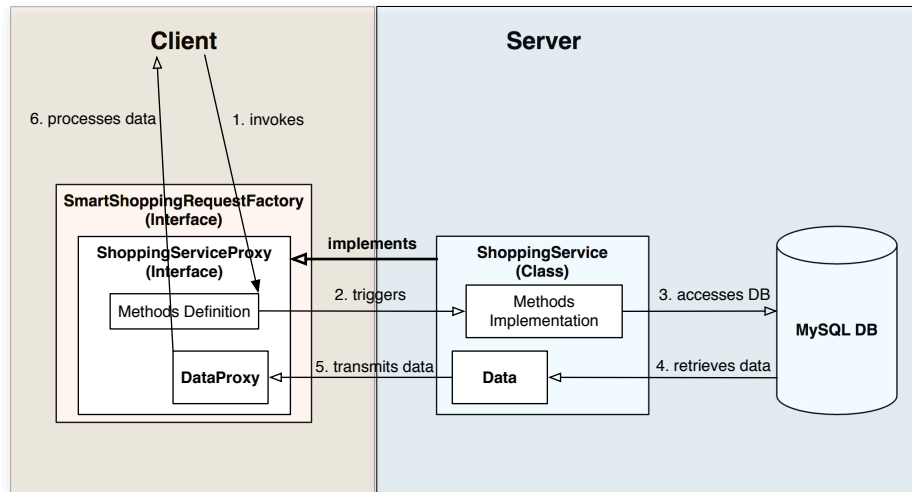 Client
Server
6. processes data
1. invokes
SmartShoppingRequestFactory
(Interface)
ShoppingServiceProxy
(Interface)
implements
ShoppingService
(Class)
Methods Definition
2. triggers
Methods
Implementation
3. accesses DB
MySQL DB
DataProxy
5. transmits data
Data
4. retrieves data